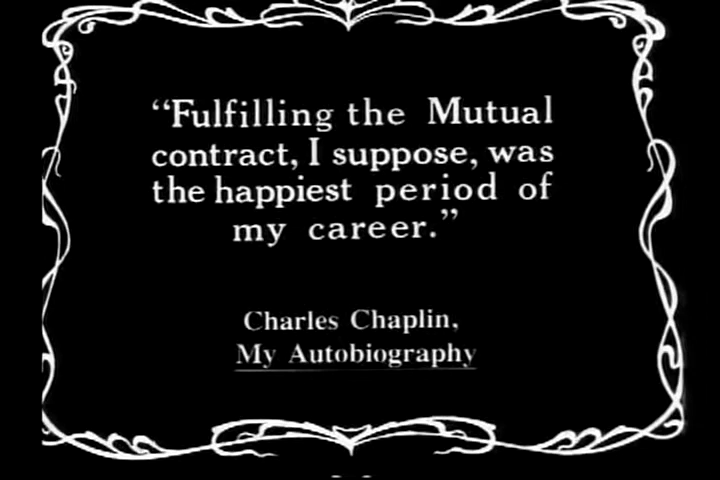 “Fulfilling the Mutual
contract, I suppose, was
the happiest period of
my career.”
Charles Chaplin,
My Autobiography